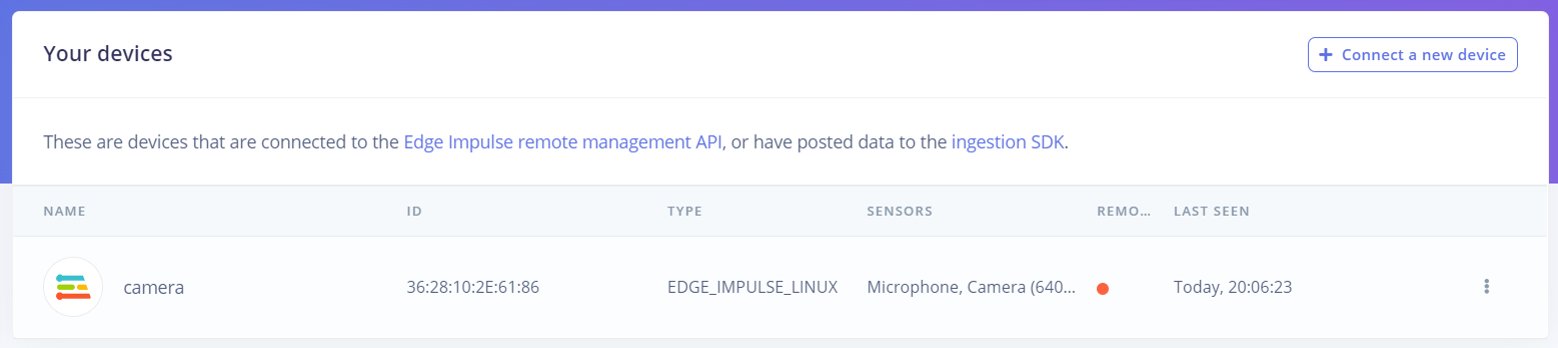 Your devices
+ Connect a new device
These are devices that are connected to the Edge Impulse remote management API, or have posted data to the ingestion SDK.
NAME ID TYPE SENSORS REMO... LAST SEEN
camera 36:28:10:2E:61:86 EDGE_IMPULSE_LINUX Microphone, Camera (640... Today, 20:06:23